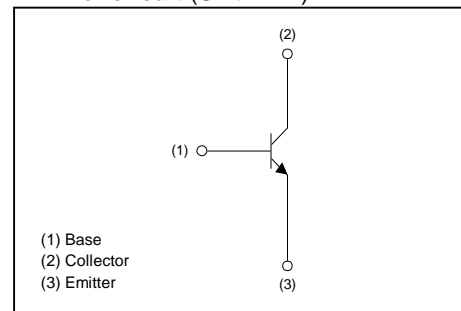 (2)
(1)
(1) Base
(2) Collector
(3) Emitter
(3)